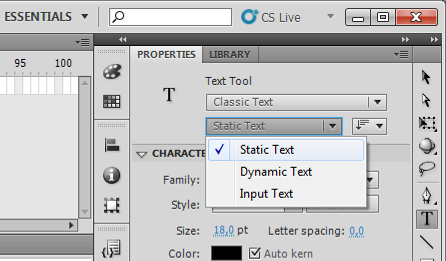 ESSENTIALS
CS Live
95 100
PROPERTIES LIBRARY
Text Tool
T
Classic Text
Static Text
Static Text
Dynamic Text
Input Text
CHARACTE
Family:
Style:
Size: 18,0 pt Letter spacing: 0,0
Color: Auto kern
T